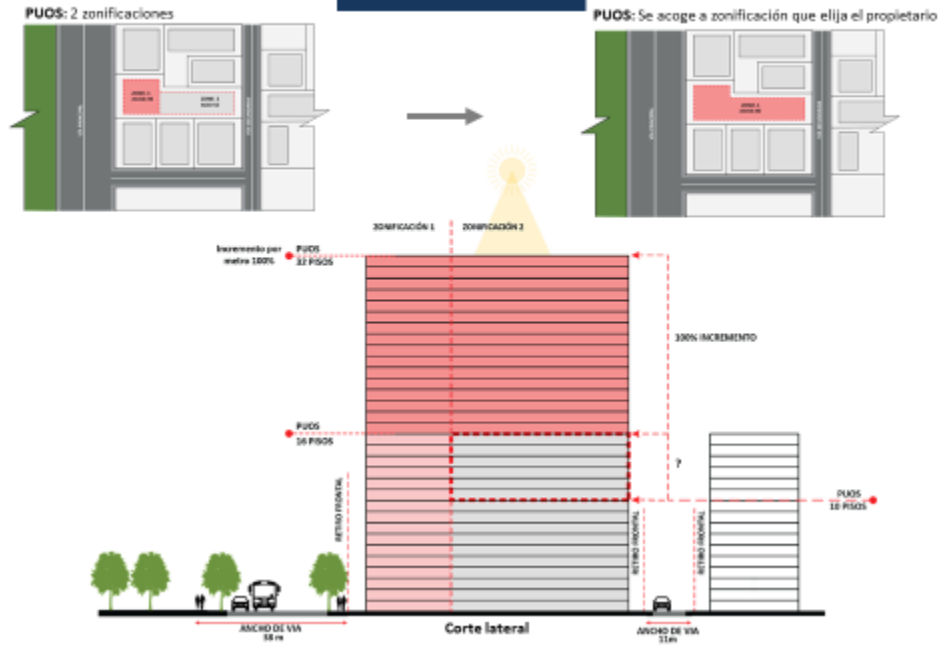 PUOS: 2 zonificaciones
PUOS: Se acoge a zonificación que elija el propietario
ZONIFICACIÓN 1
ZONIFICACIÓN 2
Incremento por
metro 100%
PUOS
32 PISOS
100% INCREMENTO
PUOS
16 PISOS
?
PUOS
10 PISOS
RETIRO FRONTAL
RETIRO FRONTAL
RETIRO FRONTAL
ANCHO DE VIA
38 m
Corte lateral
ANCHO DE VIA
11m